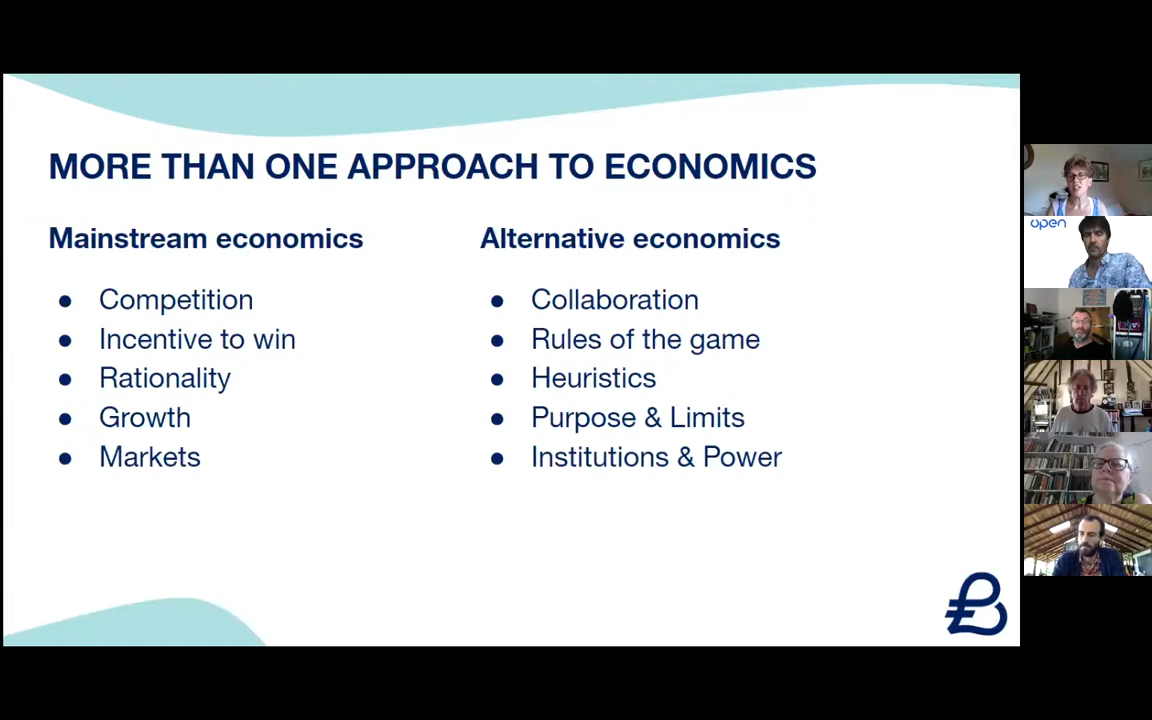 MORE THAN ONE APPROACH TO ECONOMICS
Mainstream economics
● Competition
● Incentive to win
● Rationality
● Growth
● Markets
Alternative economics
● Collaboration
● Rules of the game
● Heuristics
● Purpose & Limits
● Institutions & Power
open